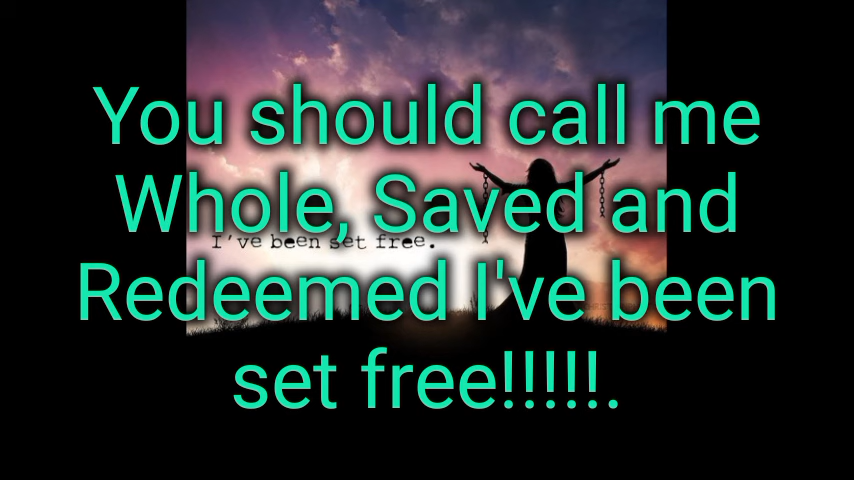 You should call me
Whole, Saved and
I've been set free.
Redeemed I've been
set free!!!!!!.